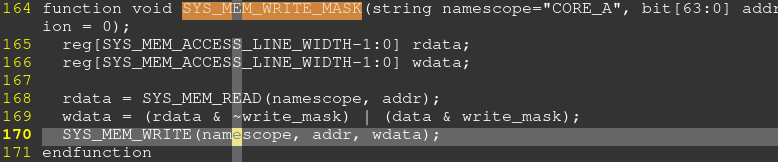 164 function void SYS_MEM_WRITE_MASK(string namescope="CORE_A", bit[63:0] addr
ion = 0);
165   reg[SYS_MEM_ACCESS_LINE_WIDTH-1:0] rdata;
166   reg[SYS_MEM_ACCESS_LINE_WIDTH-1:0] wdata;
167
168   rdata = SYS_MEM_READ(namescope, addr);
169   wdata = (rdata & ~write_mask) | (data & write_mask);
170   SYS_MEM_WRITE(namescope, addr, wdata);
171 endfunction